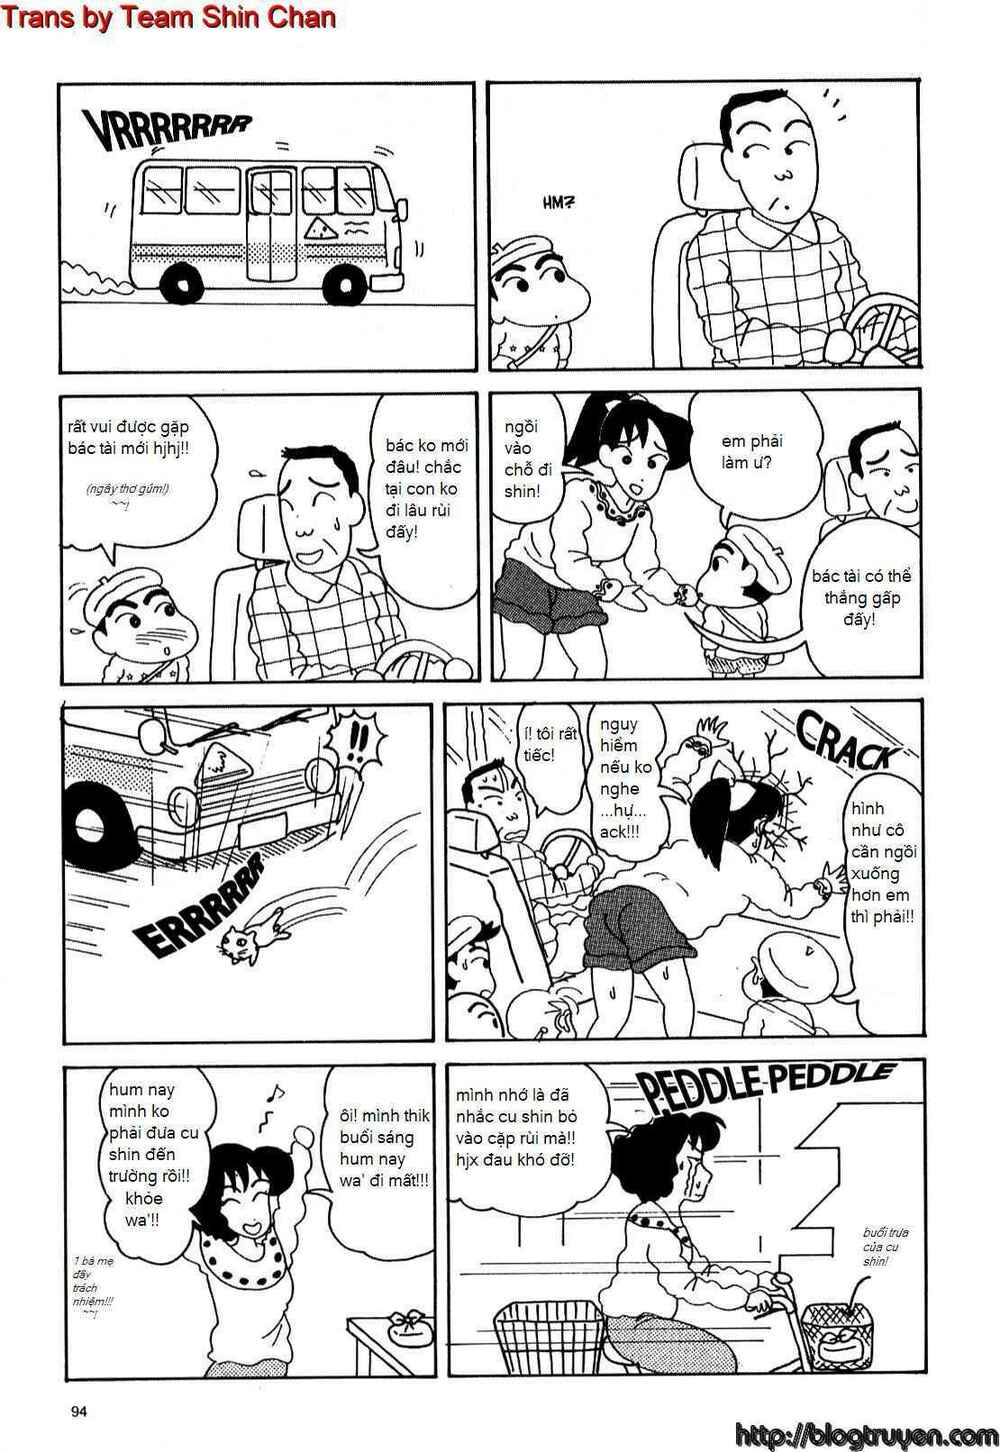 Trans by Team Shin Chan
VRRRRRRR
HM?
rất vui được gặp
bác tài mới hjhj!!
(ngây thơ gúm!)
~~!
bác ko mới
đâu! chắc
tại con ko
đi lâu rùi
đấy!
ngồi
vào
chỗ đi
shin!
em phải
làm ư?
bác tài có thể
thắng gấp
đấy!
!!
ERRRRRR
í! tôi rất
tiếc!
nguy
hiểm
nếu ko
nghe
...hự...
ack!!!
CRACK
hình
như cô
cần ngồi
xuống
hơn em
thì phải!!
hum nay
mình ko
phải đưa cu
shin đến
trường rồi!!
khỏe
wa'!!
1 bà mẹ
đầy
trách
nhiệm!!!
~~!
ôi! mình thik
buổi sáng
hum nay
wa' đi mất!!!
mình nhớ là đã
nhắc cu shin bỏ
vào cặp rùi mà!!
hjx đau khó đỡ!
PEDDLE PEDDLE
buổi trưa
của cu
shin!
94
http://blogtruyen.com